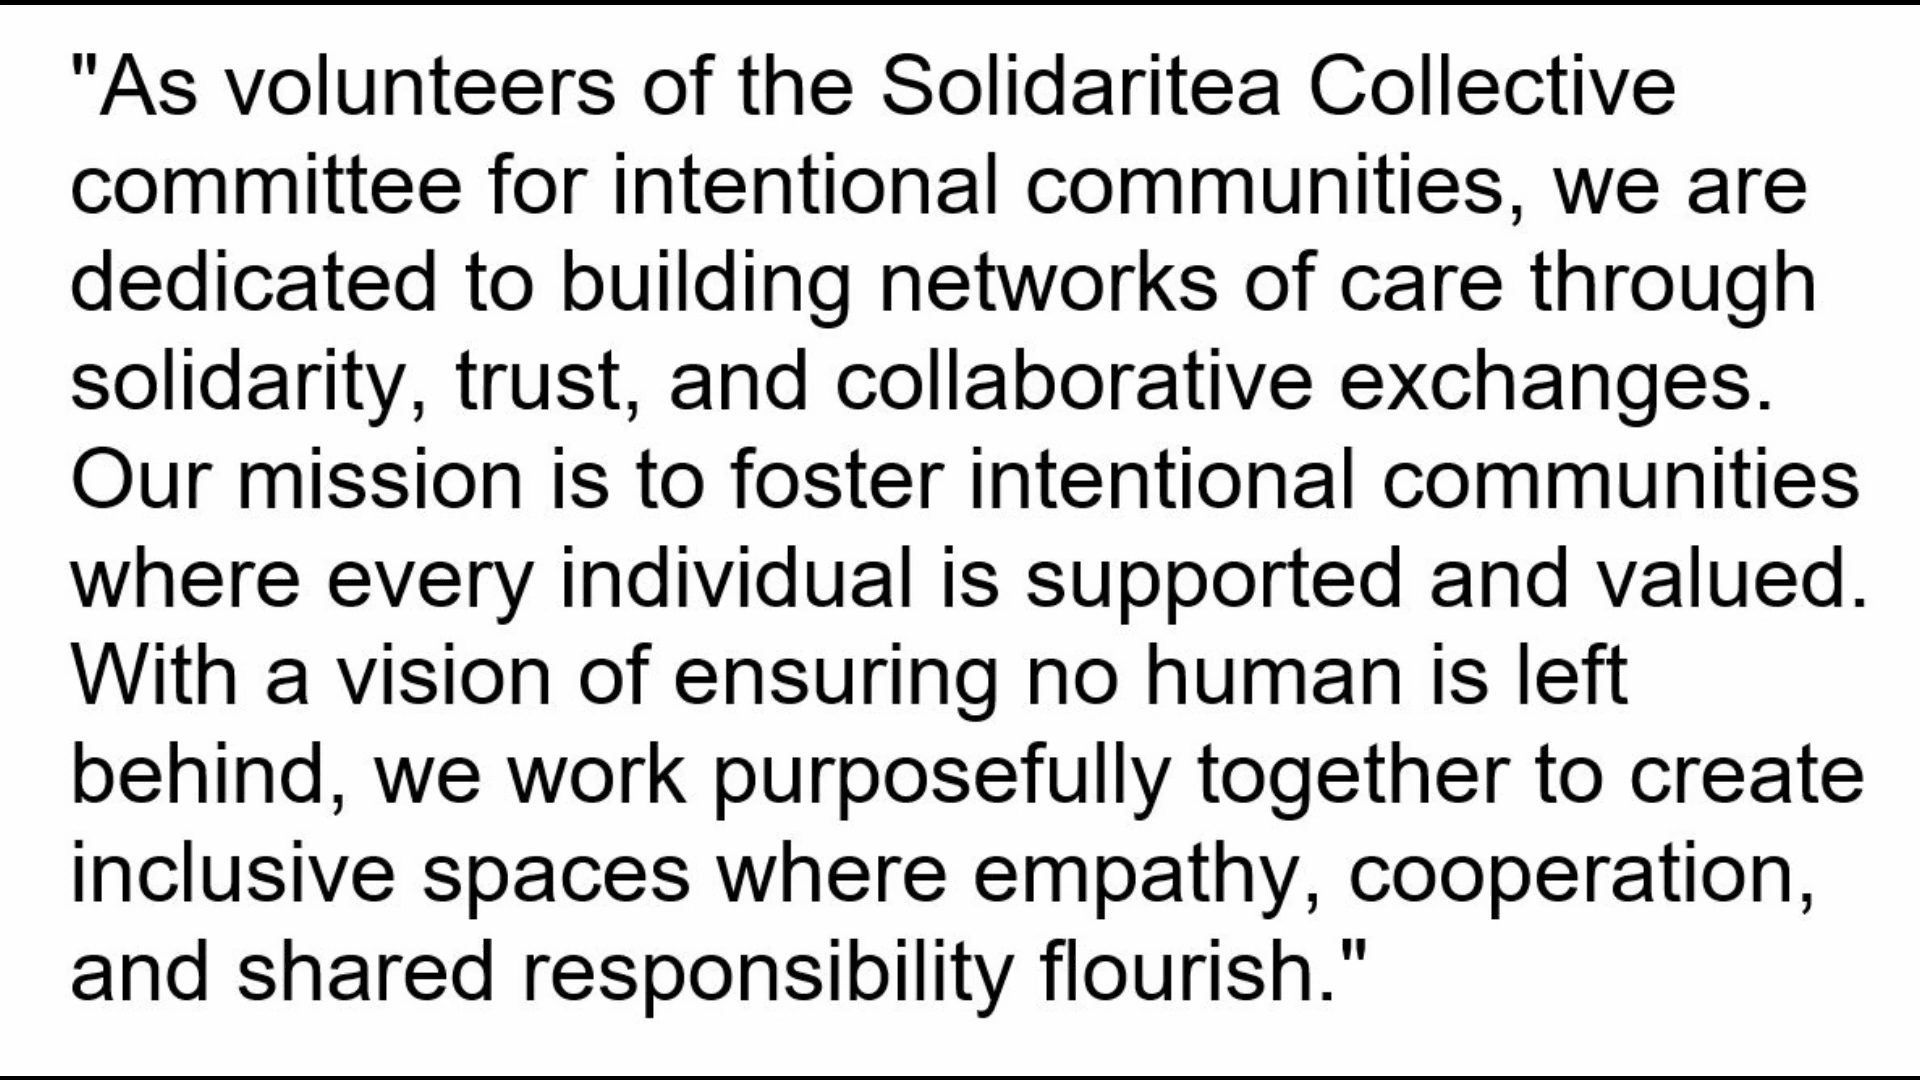 "As volunteers of the Solidaritea Collective
committee for intentional communities, we are
dedicated to building networks of care through
solidarity, trust, and collaborative exchanges.
Our mission is to foster intentional communities
where every individual is supported and valued.
With a vision of ensuring no human is left
behind, we work purposefully together to create
inclusive spaces where empathy, cooperation,
and shared responsibility flourish."